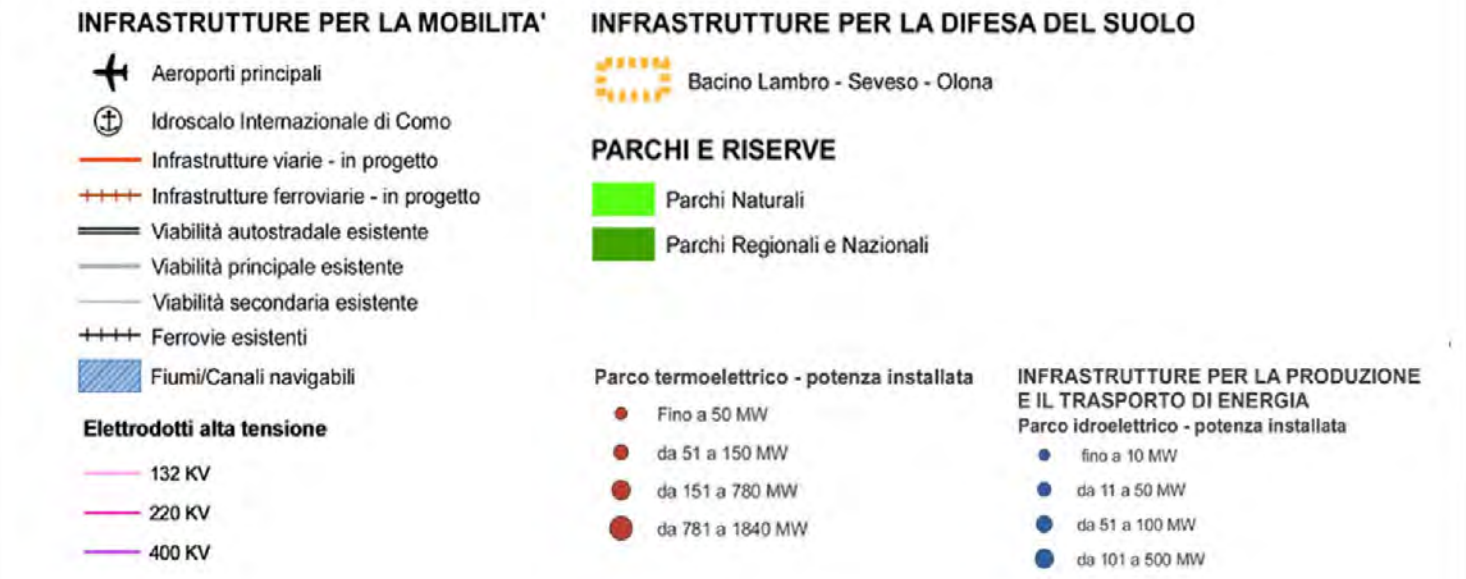 INFRASTRUTTURE PER LA MOBILITA'
Aeroporti principali
Idroscalo Internazionale di Como
Infrastrutture viarie - in progetto
Infrastrutture ferroviarie - in progetto
Viabilità autostradale esistente
Viabilità principale esistente
Viabilità secondaria esistente
Ferrovie esistenti
Fiumi/Canali navigabili
Elettrodotti alta tensione
132 KV
220 KV
400 KV
INFRASTRUTTURE PER LA DIFESA DEL SUOLO
Bacino Lambro - Seveso - Olona
PARCHI E RISERVE
Parchi Naturali
Parchi Regionali e Nazionali
Parco termoelettrico - potenza installata
Fino a 50 MW
da 51 a 150 MW
da 151 a 780 MW
da 781 a 1840 MW
INFRASTRUTTURE PER LA PRODUZIONE
E IL TRASPORTO DI ENERGIA
Parco idroelettrico - potenza installata
fino a 10 MW
da 11 a 50 MW
da 51 a 100 MW
da 101 a 500 MW